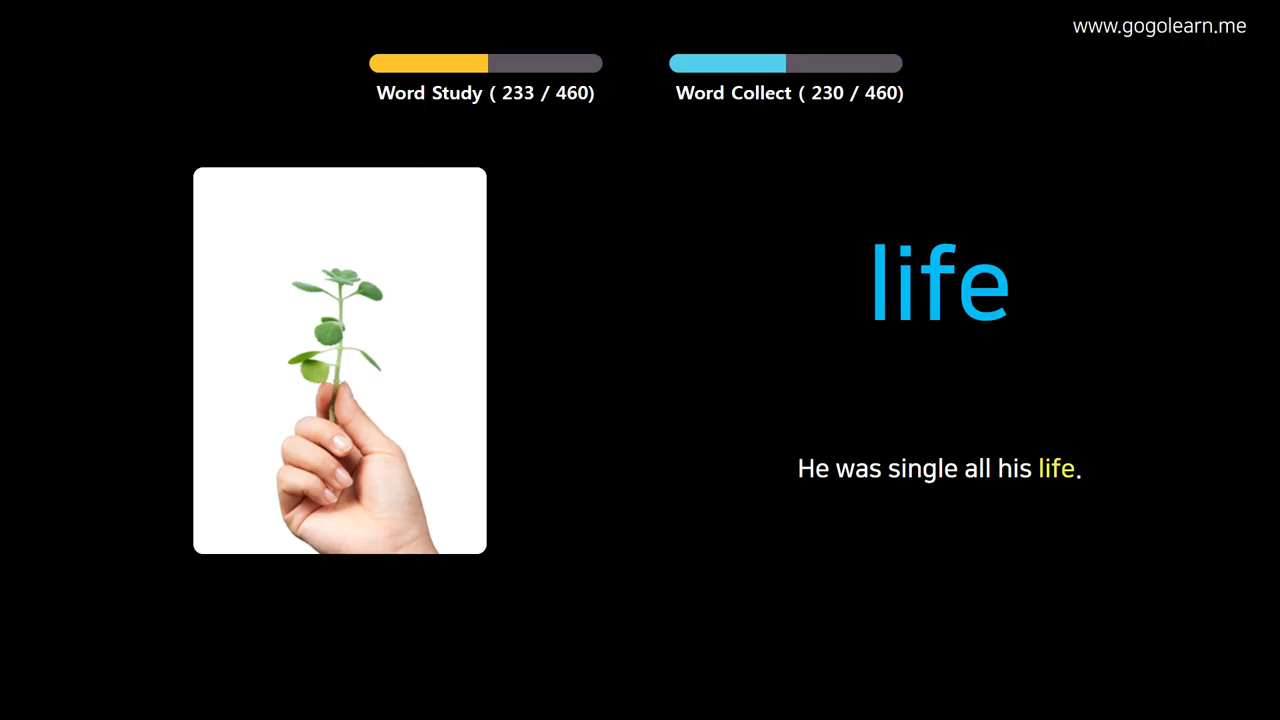 www.gogolearn.me
Word Study ( 233 / 460)
Word Collect ( 230 / 460)
life
He was single all his life.